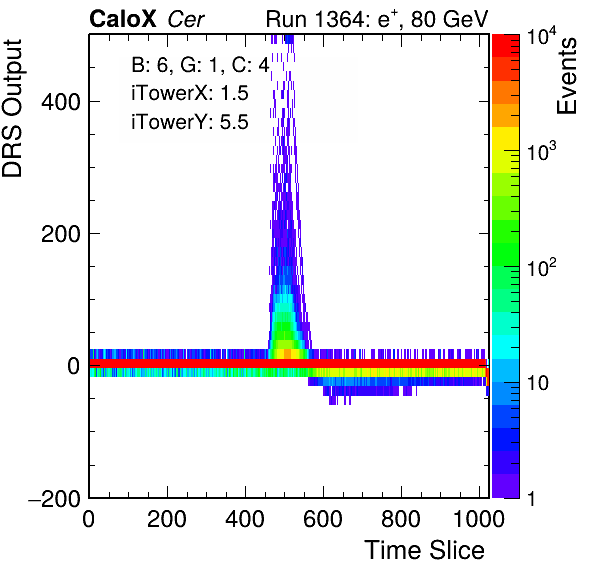 CaloX Cer
Run 1364: e⁺, 80 GeV
B: 6, G: 1, C: 4
iTowerX: 1.5
iTowerY: 5.5
DRS Output
400
200
0
−200
0 200 400 600 800 1000
Time Slice
Events
10⁴
10³
10²
10
1